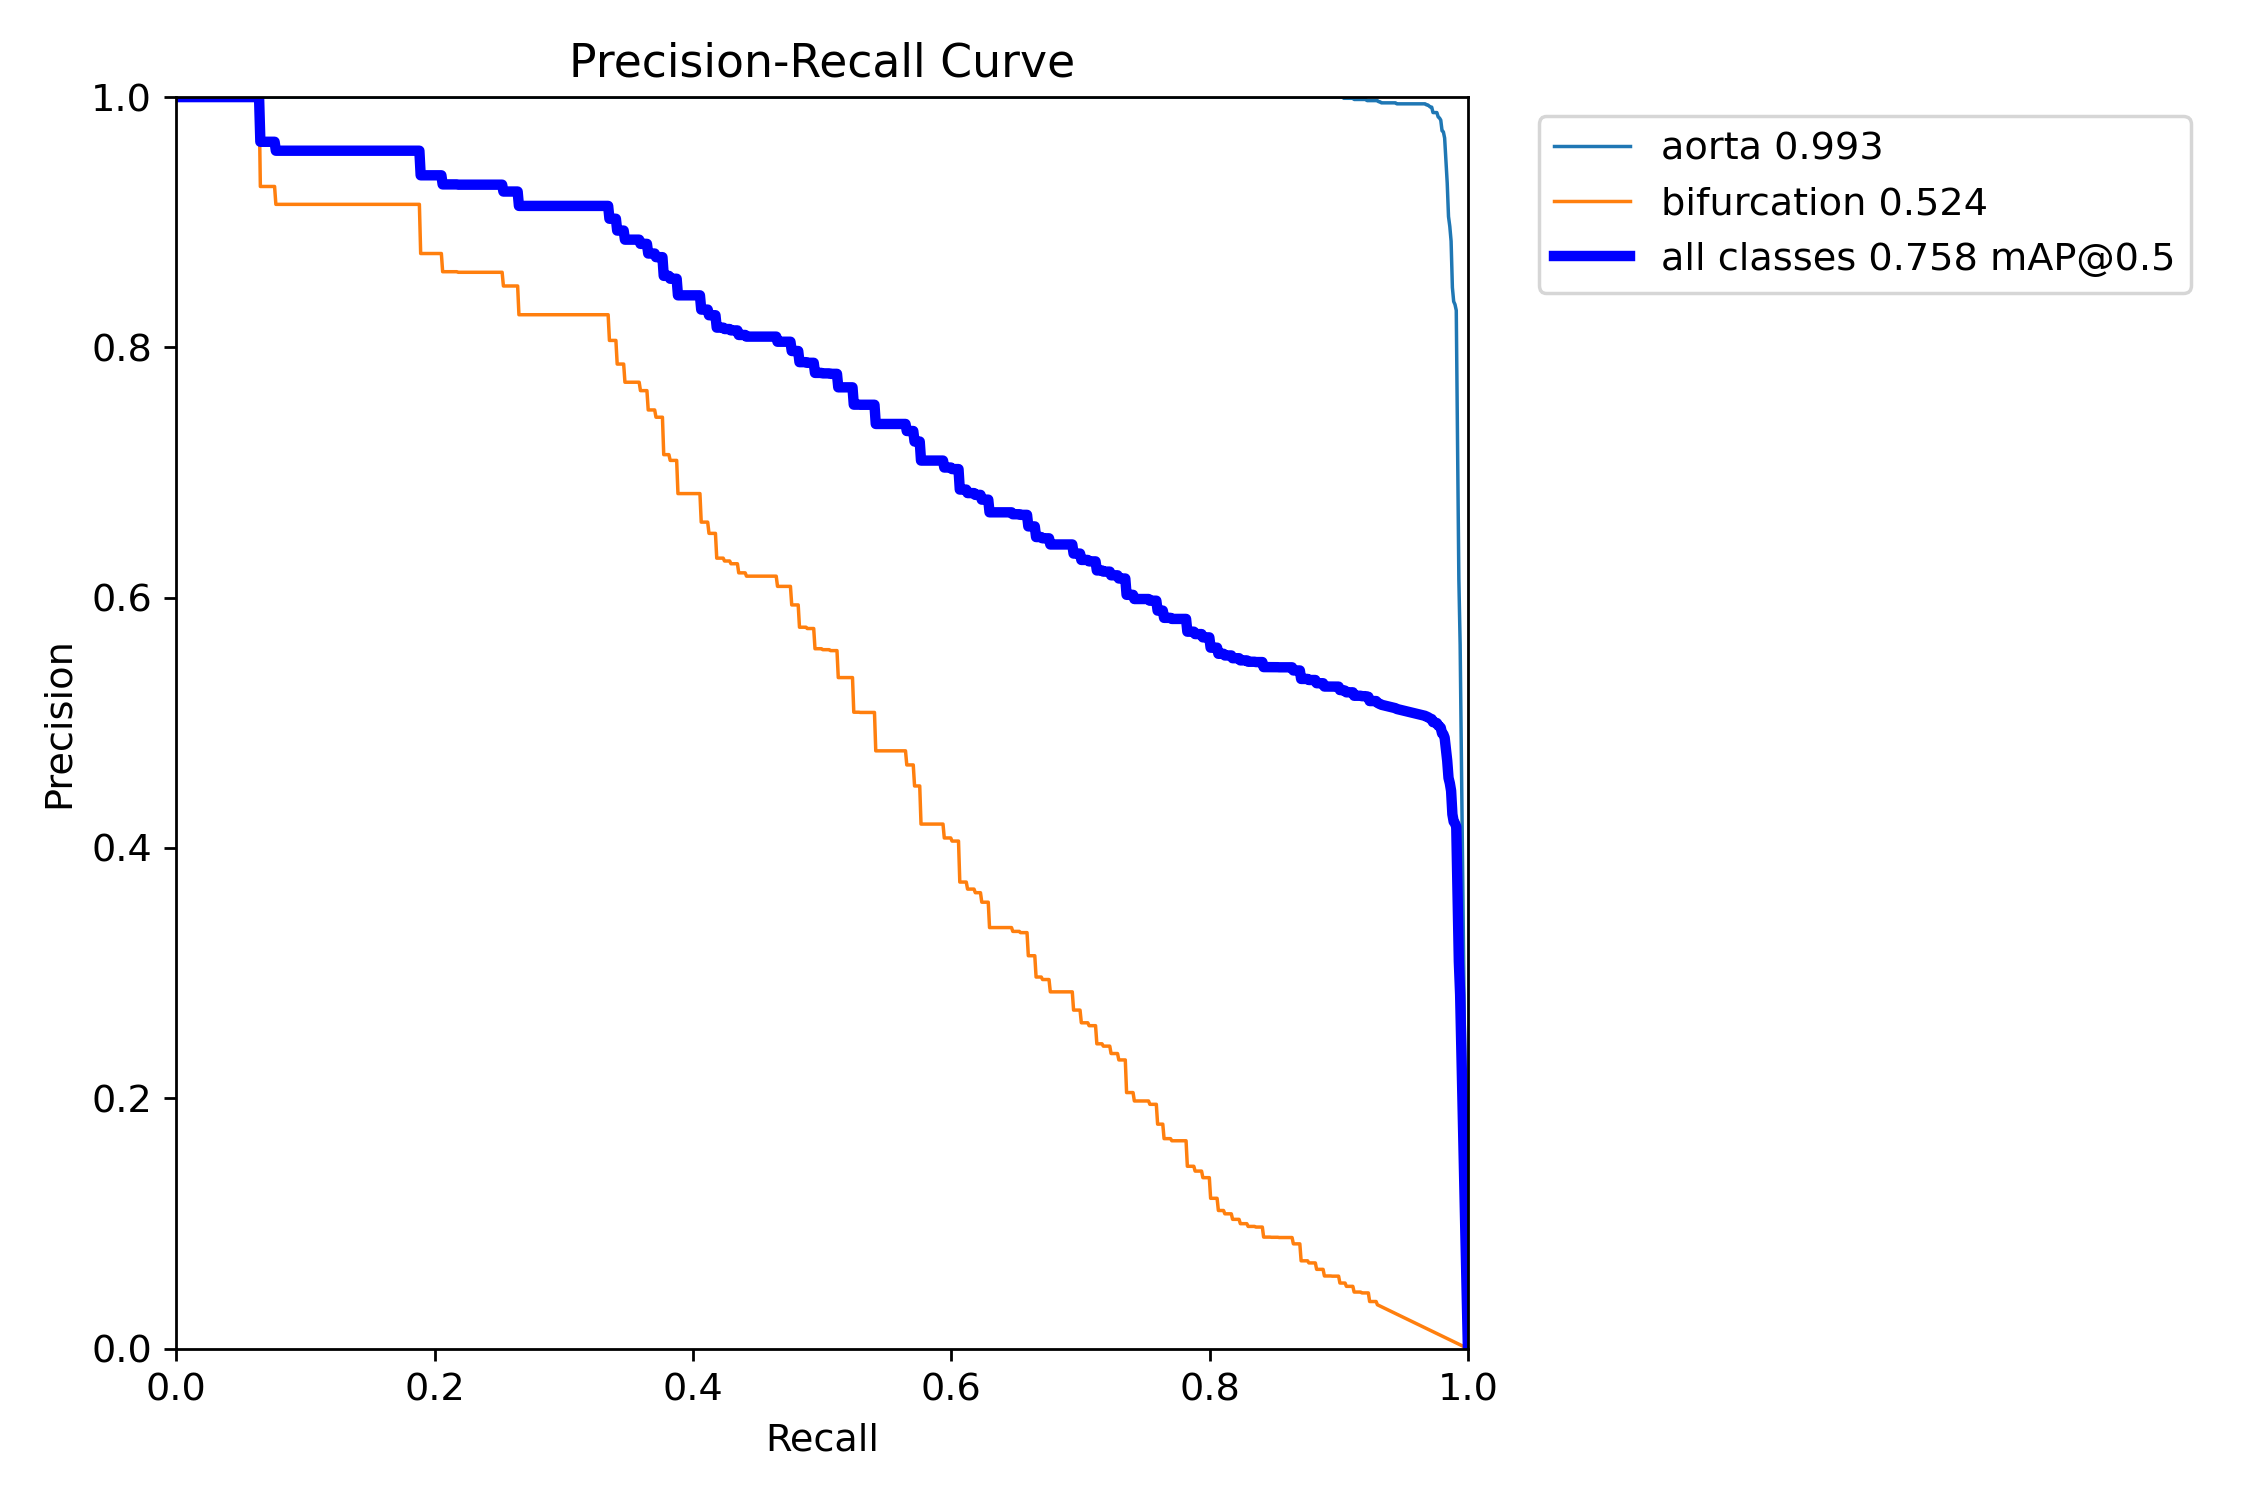 Precision-Recall Curve
1.0
0.8
0.6
0.4
0.2
0.0
Precision
0.0 0.2 0.4 0.6 0.8 1.0
Recall
aorta 0.993
bifurcation 0.524
all classes 0.758 mAP@0.5